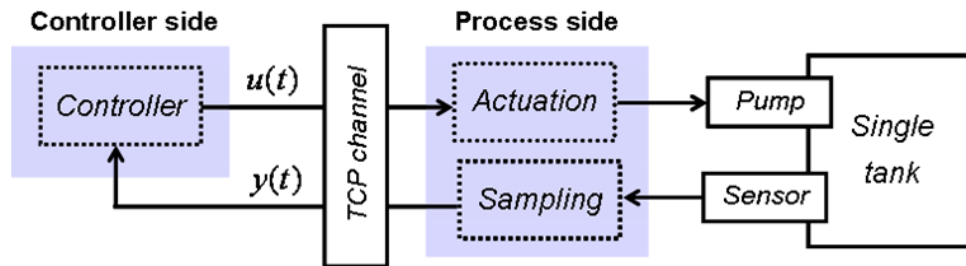 Controller side
Process side
Controller
u(t)
y(t)
TCP channel
Actuation
Sampling
Pump
Sensor
Single
tank